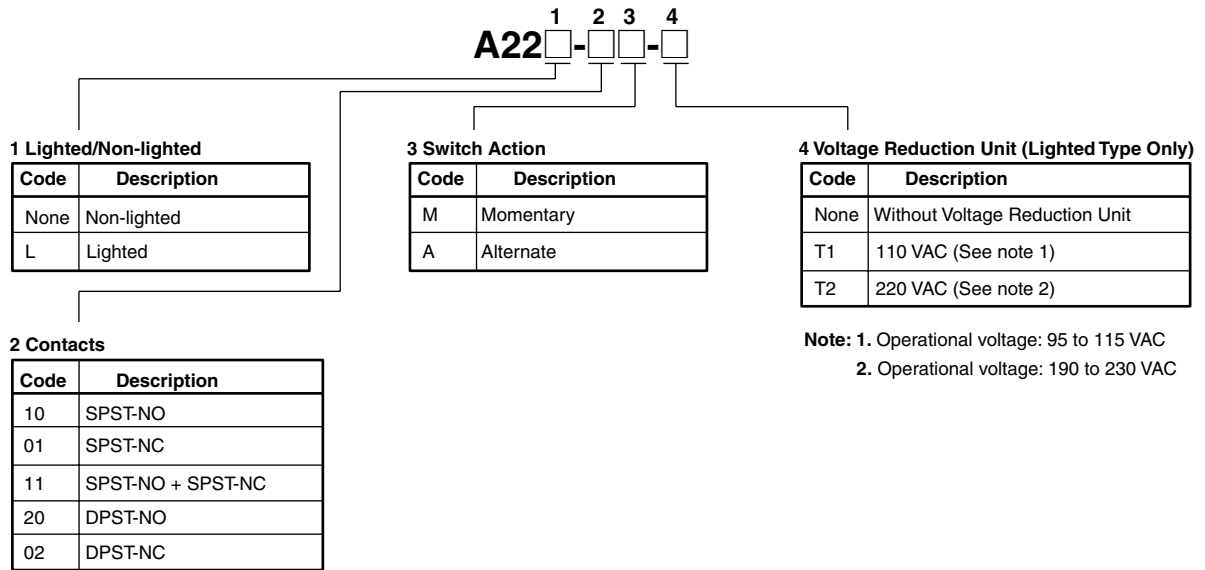 1 2 3 4
A22□-□□-□
1 Lighted/Non-lighted
Code Description
None Non-lighted
L Lighted
2 Contacts
Code Description
10 SPST-NO
01 SPST-NC
11 SPST-NO + SPST-NC
20 DPST-NO
02 DPST-NC
3 Switch Action
Code Description
M Momentary
A Alternate
4 Voltage Reduction Unit (Lighted Type Only)
Code Description
None Without Voltage Reduction Unit
T1 110 VAC (See note 1)
T2 220 VAC (See note 2)
Note: 1. Operational voltage: 95 to 115 VAC
2. Operational voltage: 190 to 230 VAC